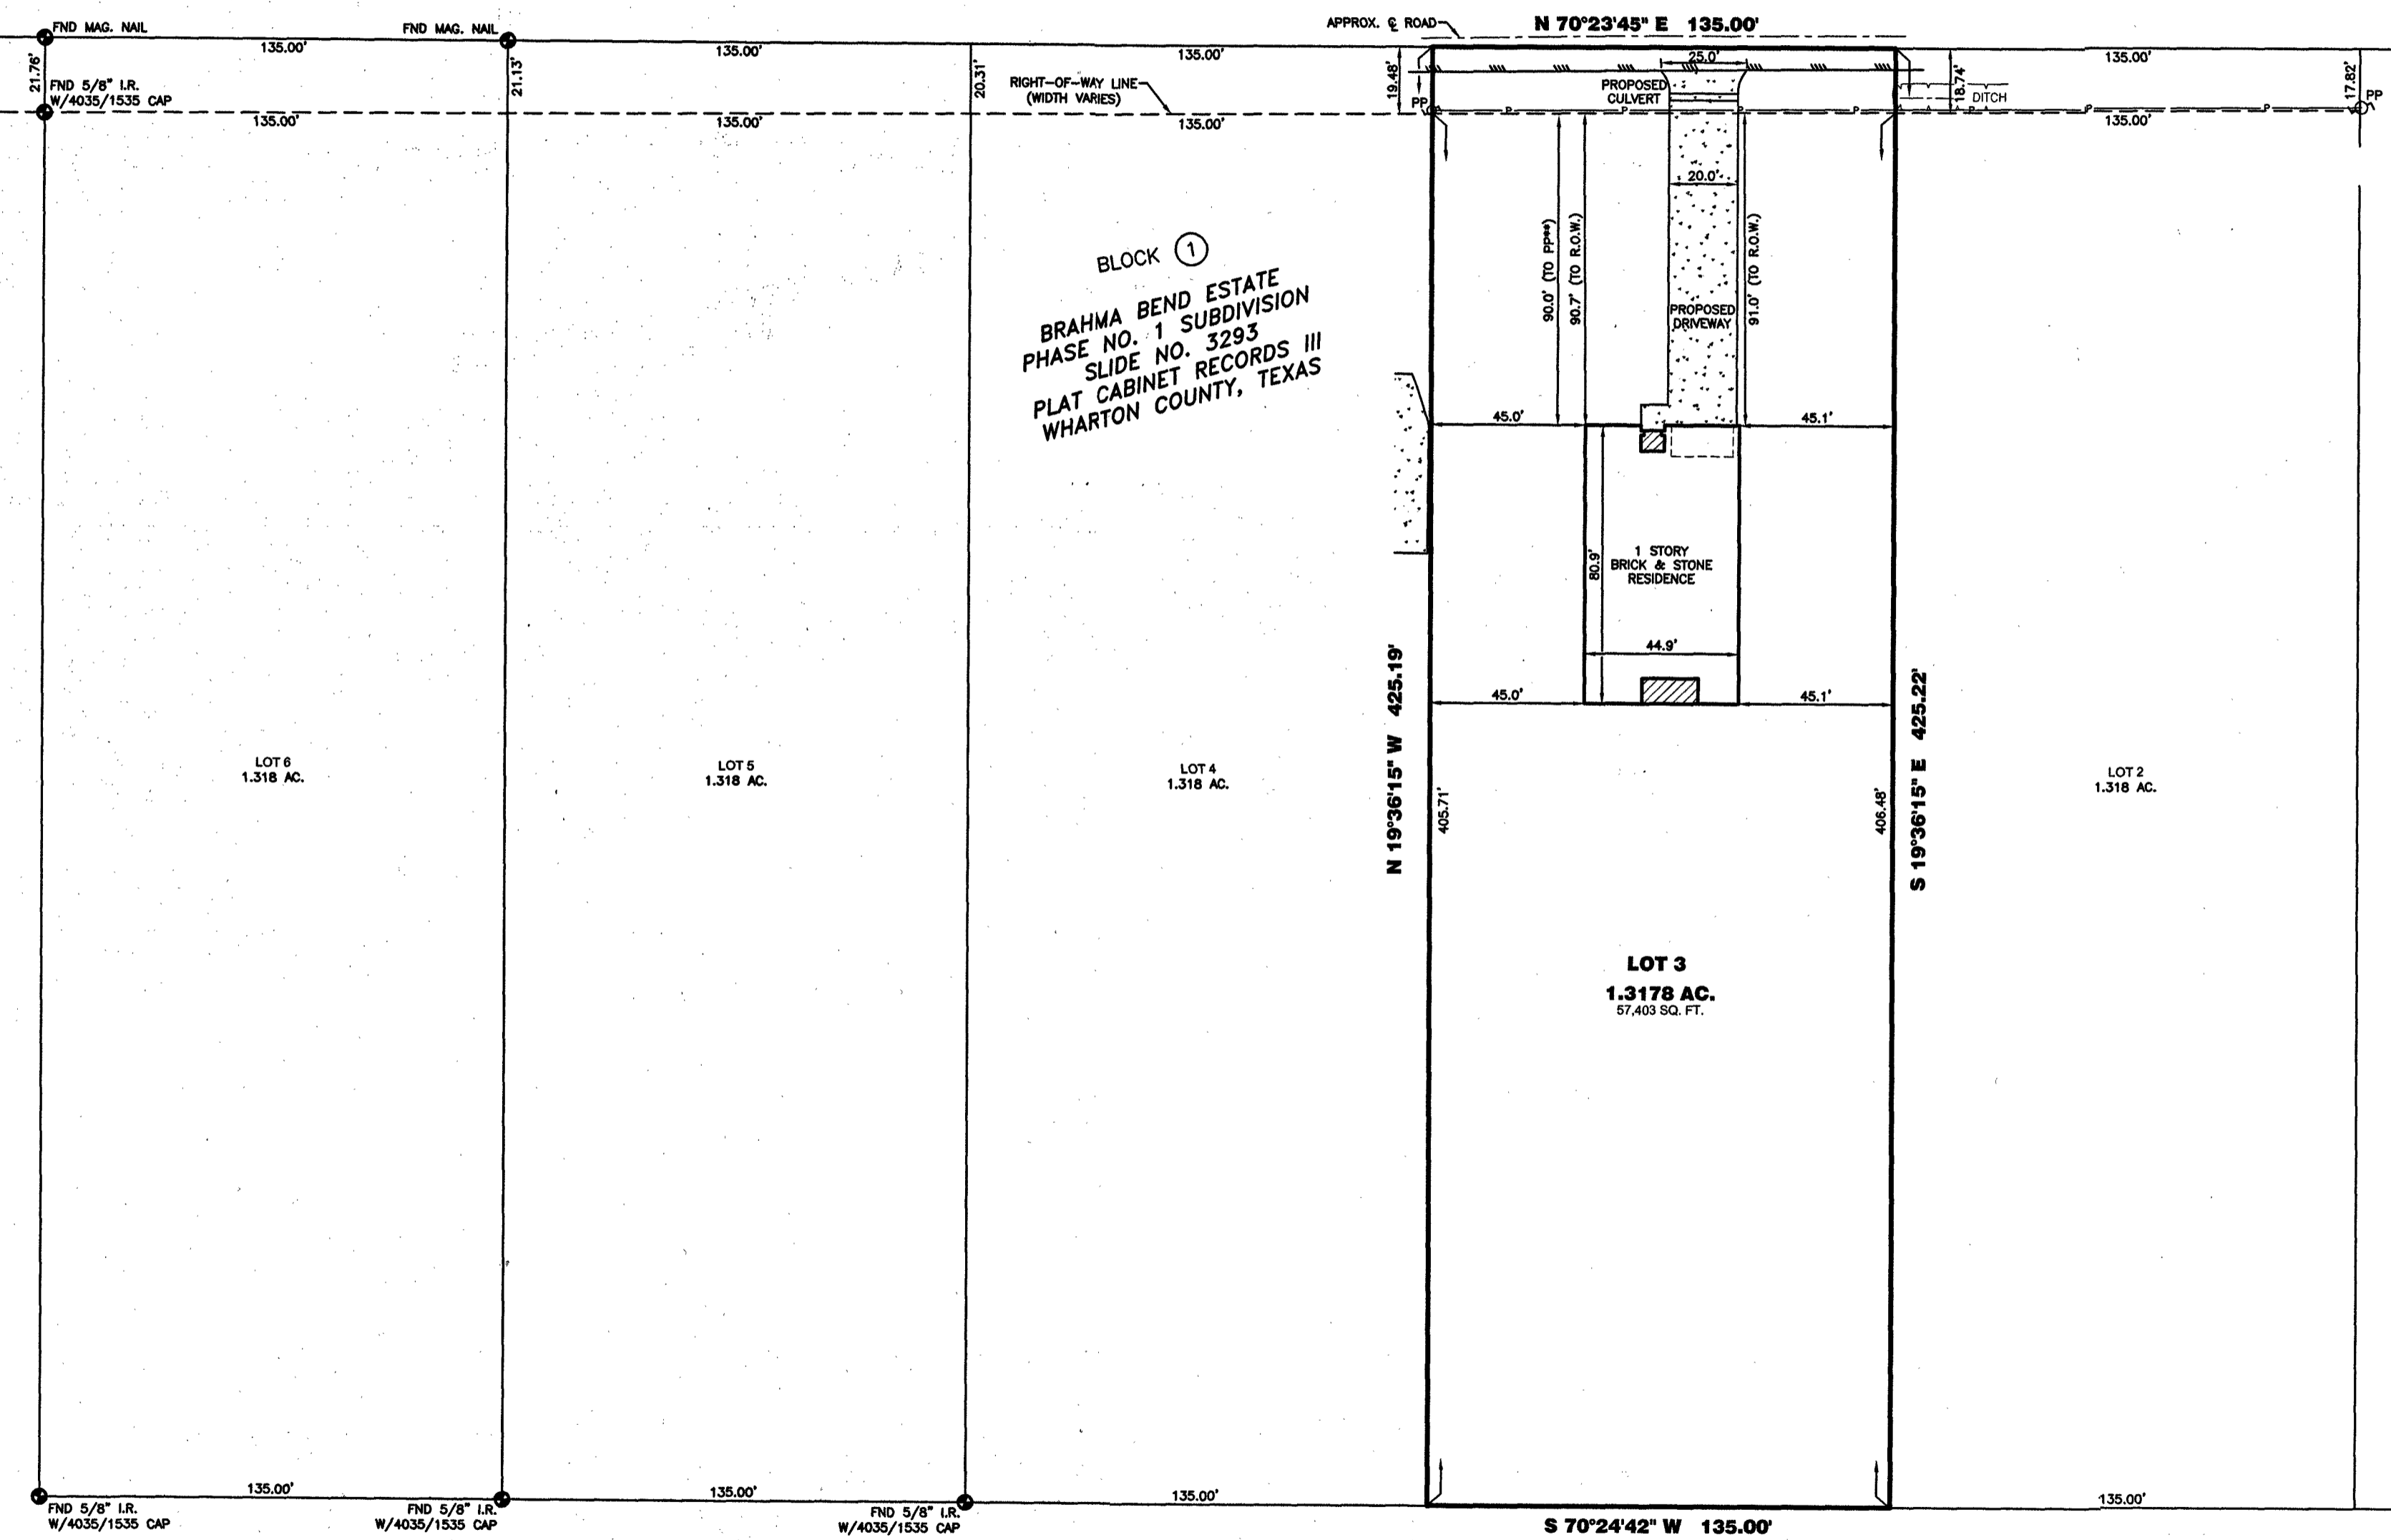 APPROX. ℄ ROAD
N 70°23'45" E 135.00'
FND MAG. NAIL
FND MAG. NAIL
135.00'
135.00'
135.00'
135.00'
25.0'
21.76'
21.13'
20.31'
19.48'
18.74'
17.82'
FND 5/8" I.R.
W/4035/1535 CAP
RIGHT-OF-WAY LINE
(WIDTH VARIES)
PROPOSED
CULVERT
PP
DITCH
PP
P
P
P
P
P
P
P
135.00'
135.00'
135.00'
135.00'
20.0'
90.0' (TO PP**)
90.7' (TO R.O.W.)
91.0' (TO R.O.W.)
PROPOSED
DRIVEWAY
BLOCK 1
BRAHMA BEND ESTATE
PHASE NO. 1 SUBDIVISION
SLIDE NO. 3293
PLAT CABINET RECORDS III
WHARTON COUNTY, TEXAS
45.0'
45.1'
80.9'
1 STORY
BRICK & STONE
RESIDENCE
44.9'
45.0'
45.1'
N 19°36'15" W 425.19'
405.71'
406.48'
S 19°36'15" E 425.22'
LOT 6
1.318 AC.
LOT 5
1.318 AC.
LOT 4
1.318 AC.
LOT 2
1.318 AC.
LOT 3
1.3178 AC.
57,403 SQ. FT.
135.00'
135.00'
135.00'
135.00'
FND 5/8" I.R.
W/4035/1535 CAP
FND 5/8" I.R.
W/4035/1535 CAP
FND 5/8" I.R.
W/4035/1535 CAP
S 70°24'42" W 135.00'